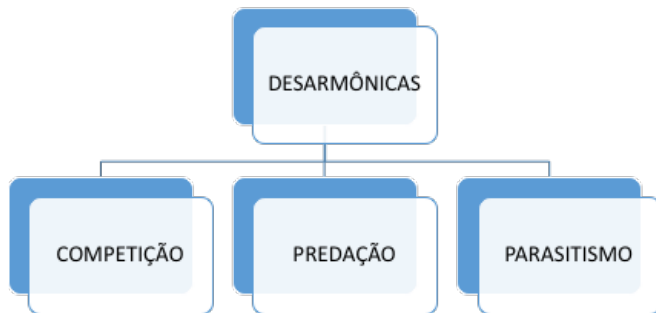 DESARMÔNICAS
COMPETIÇÃO
PREDAÇÃO
PARASITISMO